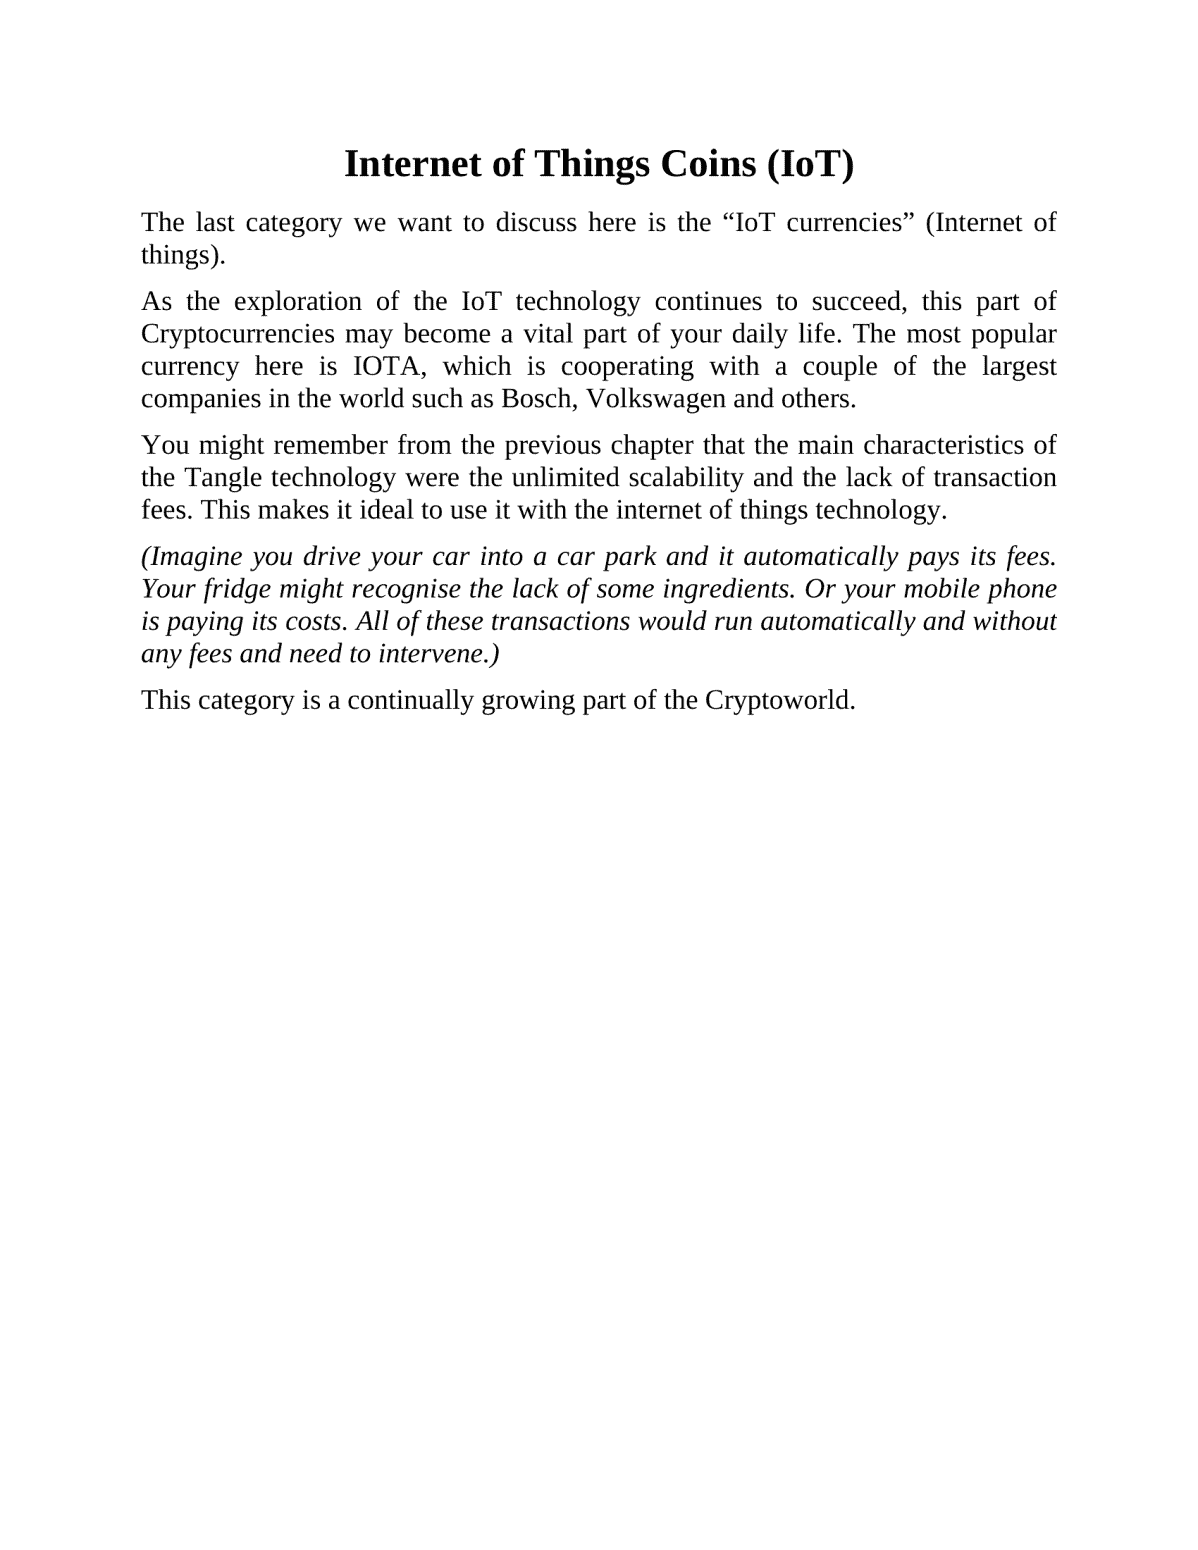 Internet of Things Coins (IoT)
The last category we want to discuss here is the “IoT currencies” (Internet of
things).
As the exploration of the IoT technology continues to succeed, this part of
Cryptocurrencies may become a vital part of your daily life. The most popular
currency here is IOTA, which is cooperating with a couple of the largest
companies in the world such as Bosch, Volkswagen and others.
You might remember from the previous chapter that the main characteristics of
the Tangle technology were the unlimited scalability and the lack of transaction
fees. This makes it ideal to use it with the internet of things technology.
(Imagine you drive your car into a car park and it automatically pays its fees.
Your fridge might recognise the lack of some ingredients. Or your mobile phone
is paying its costs. All of these transactions would run automatically and without
any fees and need to intervene.)
This category is a continually growing part of the Cryptoworld.